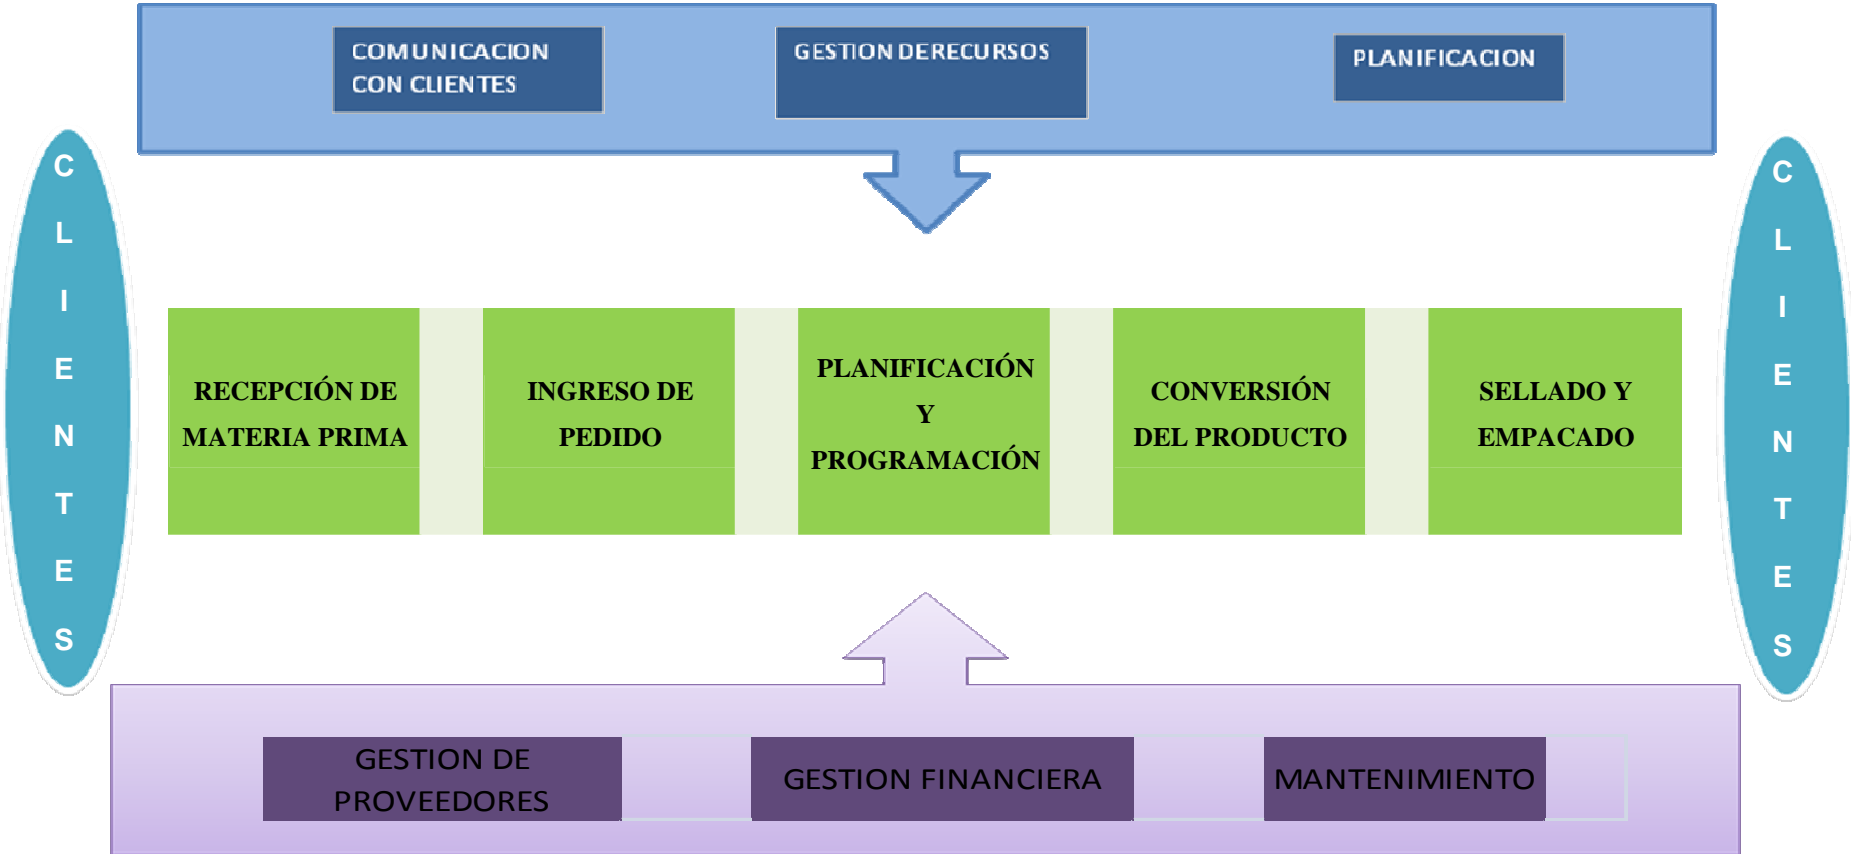 COMUNICACION
CON CLIENTES
GESTION DERECURSOS
PLANIFICACION
C
L
I
E
N
T
E
S
RECEPCIÓN DE
MATERIA PRIMA
INGRESO DE
PEDIDO
PLANIFICACIÓN
Y
PROGRAMACIÓN
CONVERSIÓN
DEL PRODUCTO
SELLADO Y
EMPACADO
C
L
I
E
N
T
E
S
GESTION DE
PROVEEDORES
GESTION FINANCIERA
MANTENIMIENTO